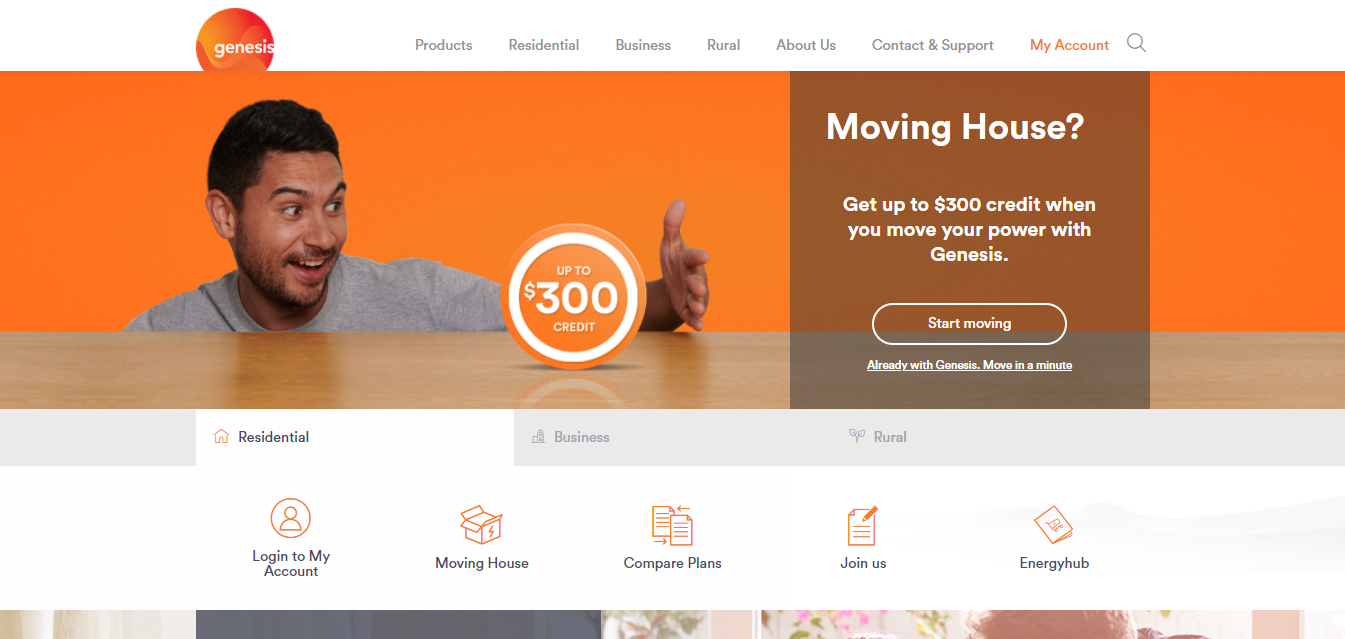 genesis
Products
Residential
Business
Rural
About Us
Contact & Support
My Account
Moving House?
Get up to $300 credit when
you move your power with
Genesis.
UP TO
$300
CREDIT
Start moving
Already with Genesis. Move in a minute
Residential
Business
Rural
Login to My
Account
Moving House
Compare Plans
Join us
Energyhub